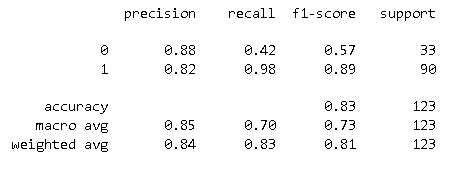 precision recall f1-score support
0 0.88 0.42 0.57 33
1 0.82 0.98 0.89 90
accuracy 0.83 123
macro avg 0.85 0.70 0.73 123
weighted avg 0.84 0.83 0.81 123